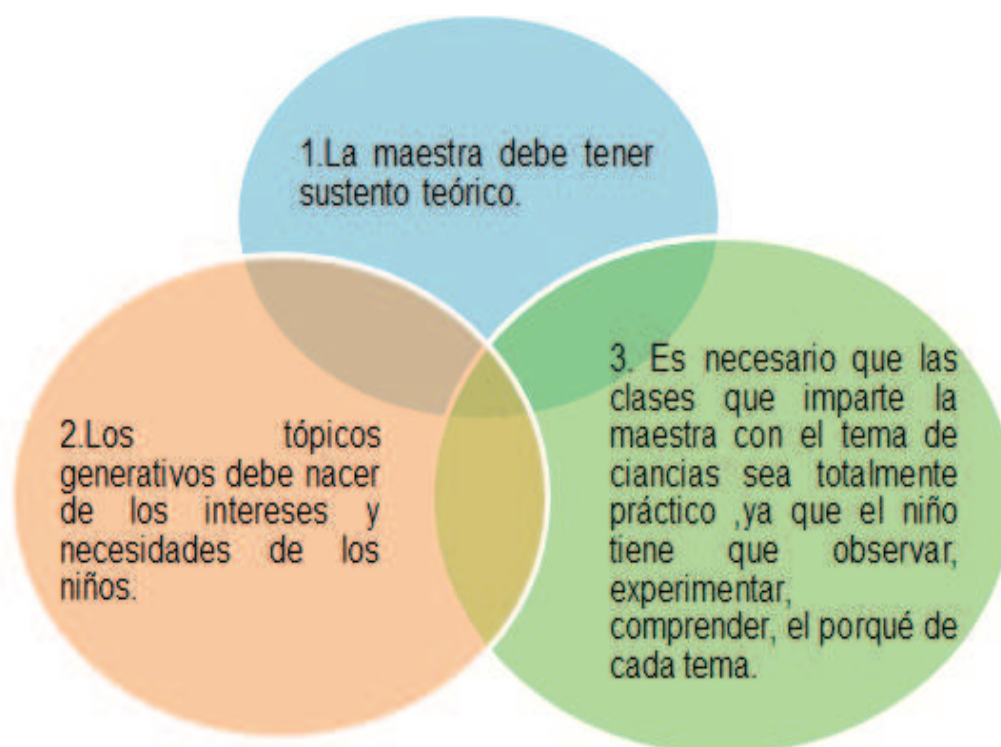 1.La maestra debe tener
sustento teórico.
2.Los tópicos
generativos debe nacer
de los intereses y
necesidades de los
niños.
3. Es necesario que las
clases que imparte la
maestra con el tema de
ciancias sea totalmente
práctico ,ya que el niño
tiene que observar,
experimentar,
comprender, el porqué de
cada tema.